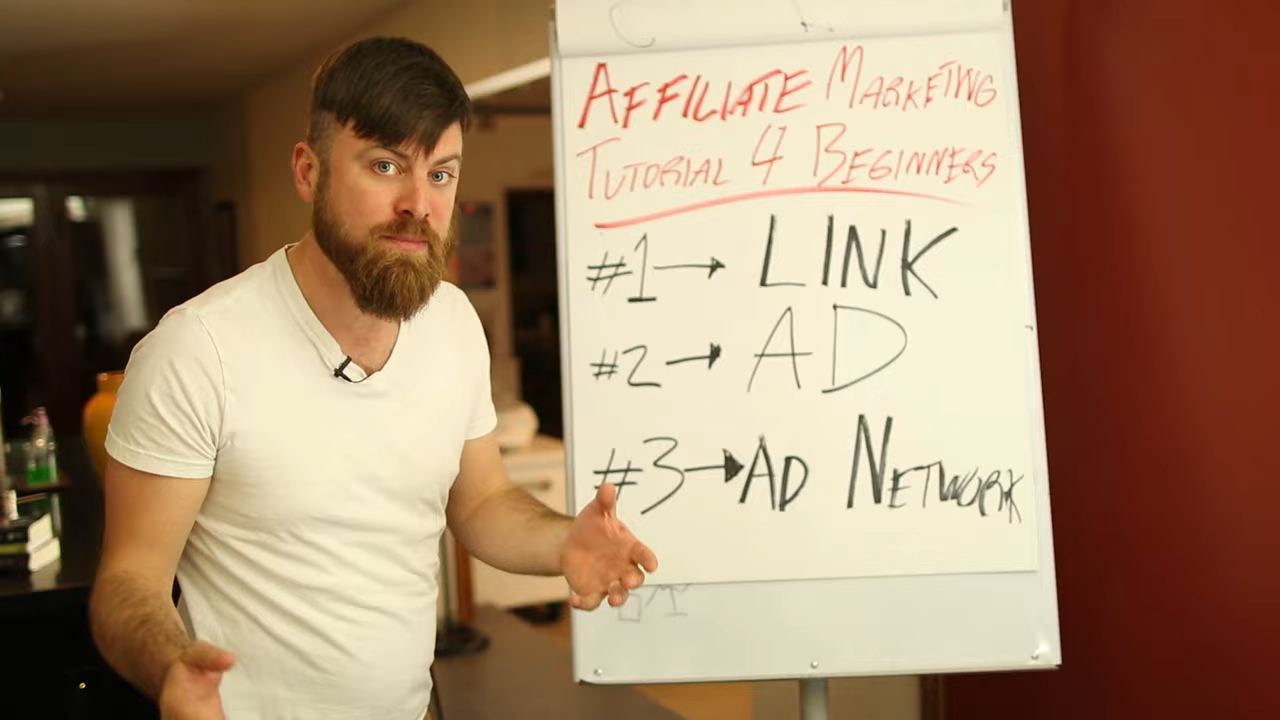 AFFILIATE MARKETING
TUTORIAL 4 BEGINNERS
#1 → LINK
#2 → AD
#3 → AD NETWORK